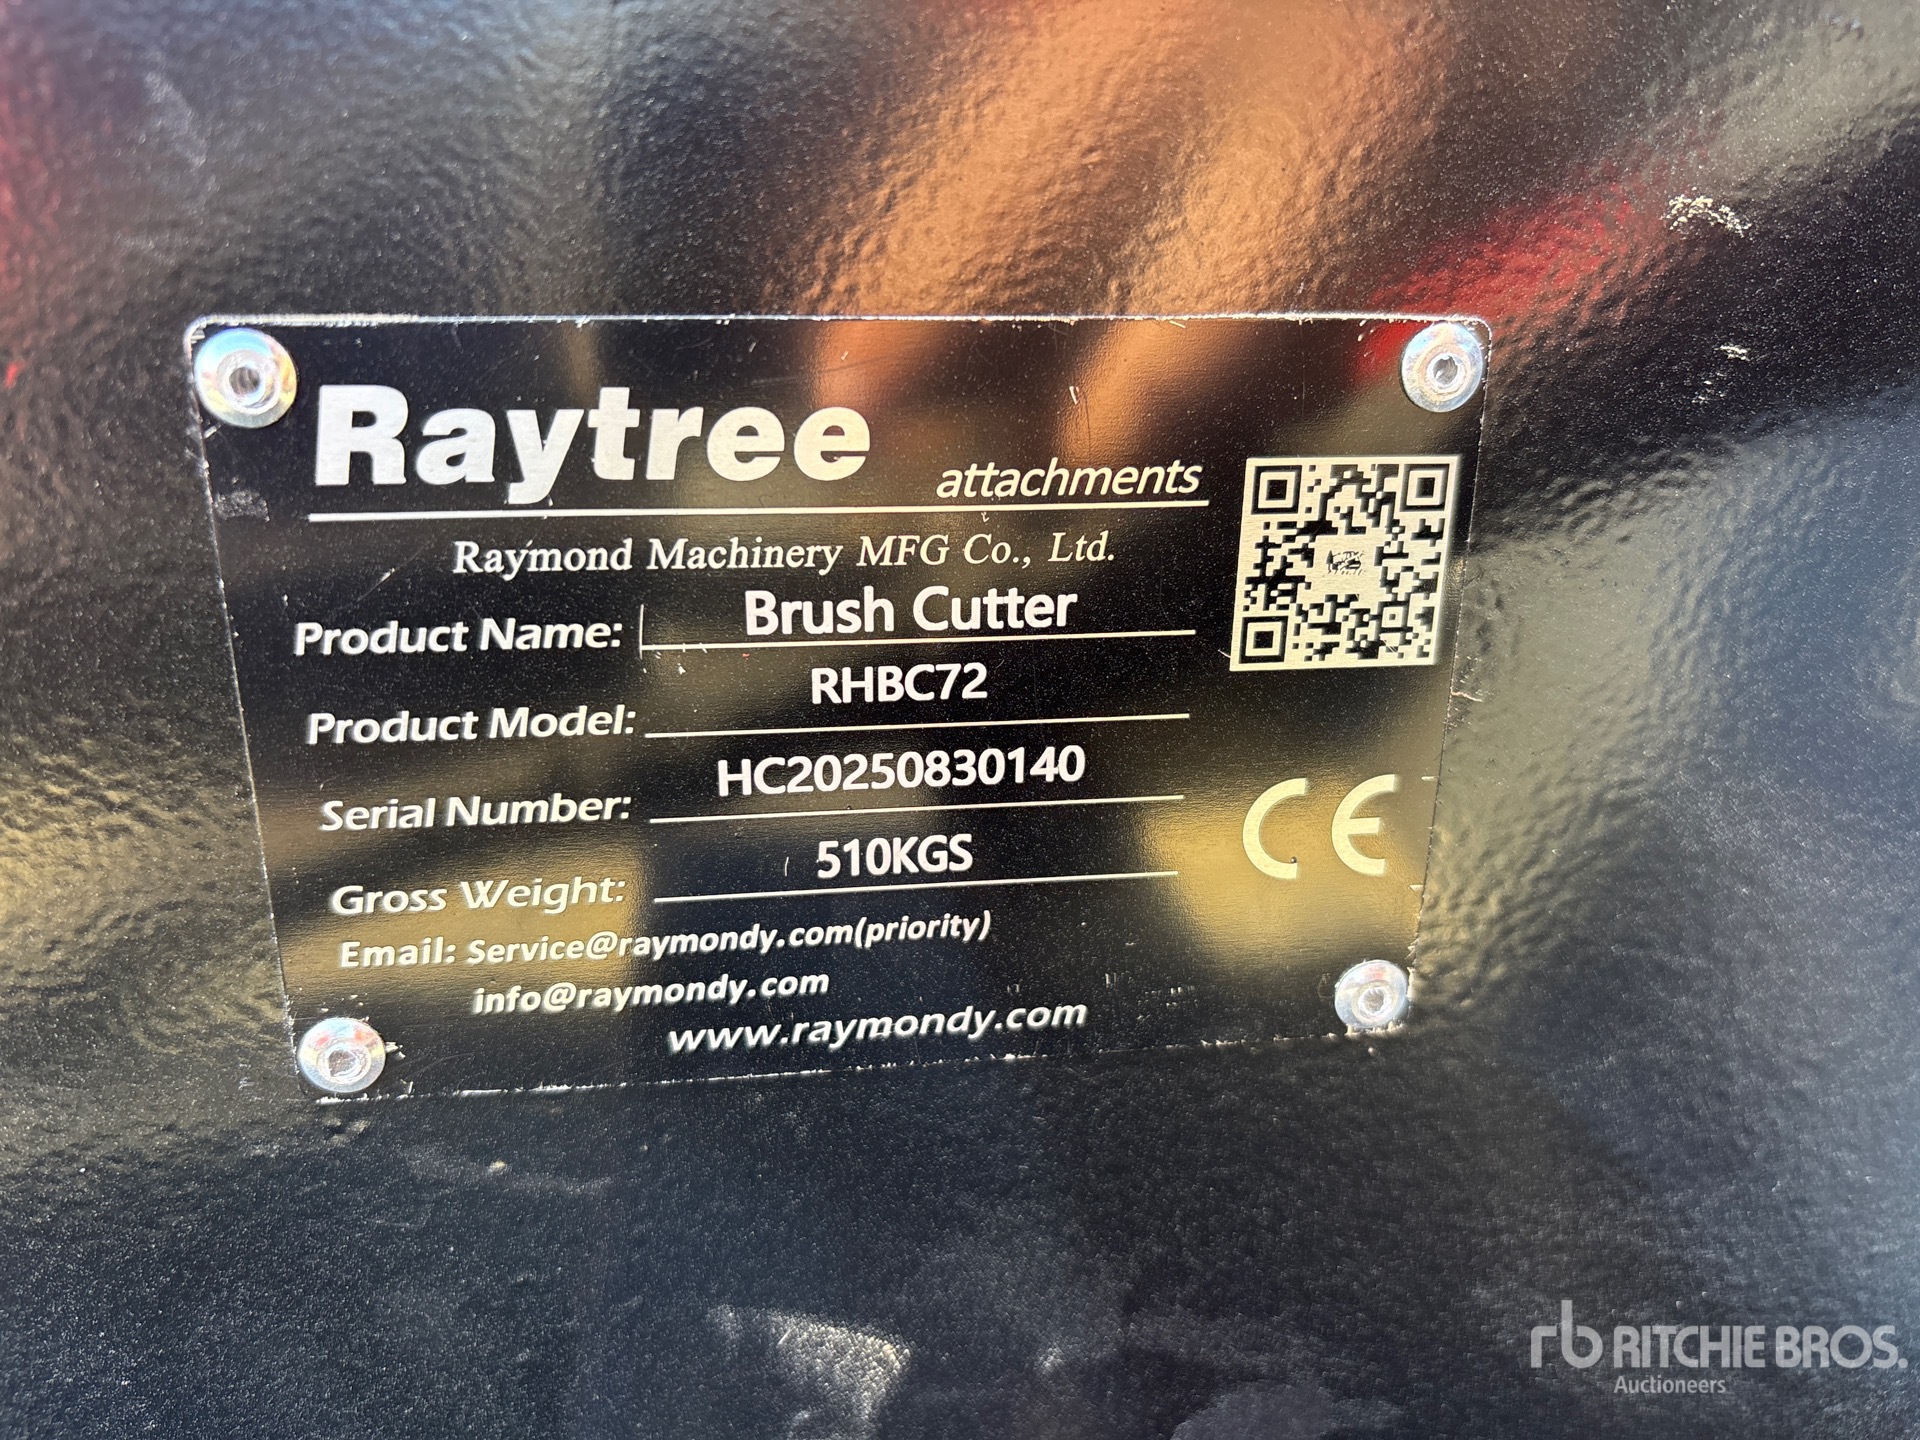 Raytree attachments
Raymond Machinery MFG Co., Ltd.
Product Name: Brush Cutter
Product Model: RHBC72
Serial Number: HC20250830140
Gross Weight: 510KGS
CE
Email: Service@raymondy.com(priority)
info@raymondy.com
www.raymondy.com
rb RITCHIE BROS.
Auctioneers